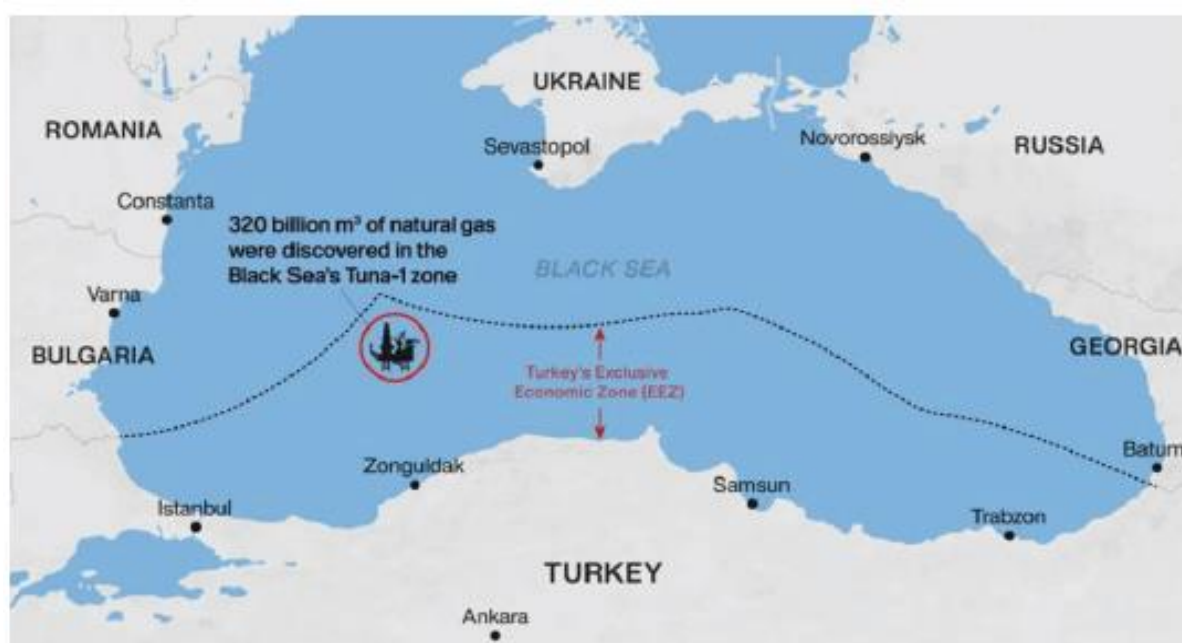 UKRAINE
ROMANIA
Sevastopol
Novorossiysk
RUSSIA
Constanta
320 billion m³ of natural gas
were discovered in the
Black Sea's Tuna-1 zone
BLACK SEA
Varna
BULGARIA
GEORGIA
Turkey's Exclusive
Economic Zone (EEZ)
Batum
Zonguldak
Samsun
Istanbul
Trabzon
TURKEY
Ankara